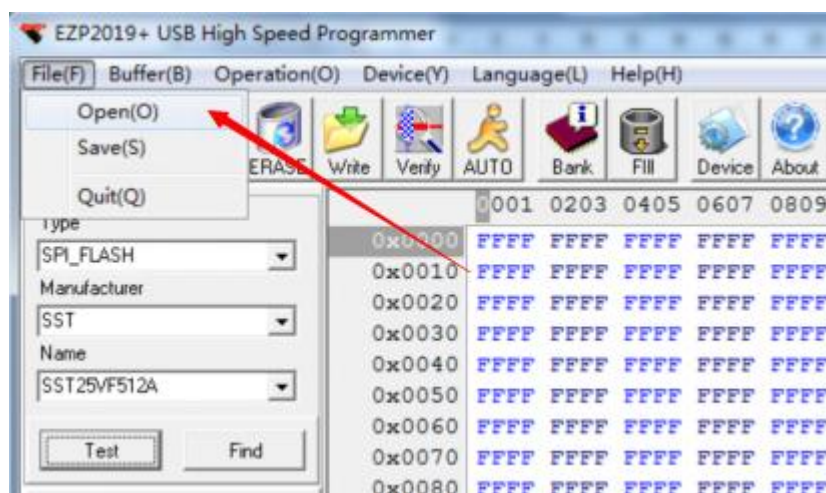 EZP2019+ USB High Speed Programmer
File(F) Buffer(B) Operation(O) Device(Y) Language(L) Help(H)
Open(O)
Save(S)
Quit(Q)
ERASE Write Verify AUTO Bank Fill Device About
Type
SPI_FLASH
Manufacturer
SST
Name
SST25VF512A
Test Find
0001 0203 0405 0607 0809
0x0000 FFFF FFFF FFFF FFFF FFFF
0x0010 FFFF FFFF FFFF FFFF FFFF
0x0020 FFFF FFFF FFFF FFFF FFFF
0x0030 FFFF FFFF FFFF FFFF FFFF
0x0040 FFFF FFFF FFFF FFFF FFFF
0x0050 FFFF FFFF FFFF FFFF FFFF
0x0060 FFFF FFFF FFFF FFFF FFFF
0x0070 FFFF FFFF FFFF FFFF FFFF
0x0080 FFFF FFFF FFFF FFFF FFFF